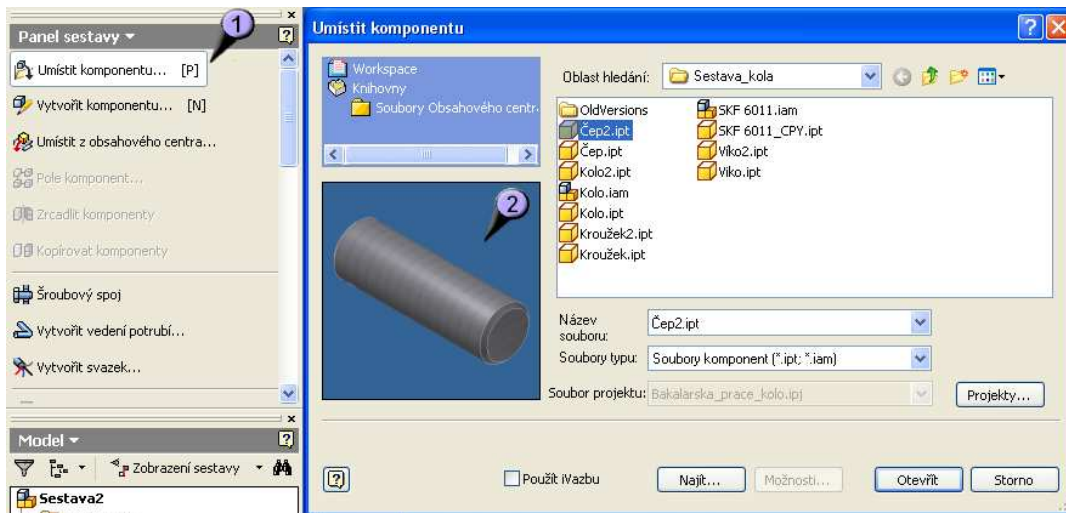 Panel sestavy
1
Umístit komponentu... [P]
Vytvořit komponentu... [N]
Umístit z obsahového centra...
Pole komponent...
Zrcadlit komponenty
Kopírovat komponenty
Šroubový spoj
Vytvořit vedení potrubí...
Vytvořit svazek...
Model
Zobrazení sestavy
Sestava2
Umístit komponentu
Workspace
Knihovny
Soubory Obsahového centr
2
Oblast hledání:
Sestava_kola
OldVersions
Čep2.ipt
Čep.ipt
Kolo2.ipt
Kolo.iam
Kolo.ipt
Kroužek2.ipt
Kroužek.ipt
SKF 6011.iam
SKF 6011_CPY.ipt
Víko2.ipt
Víko.ipt
Název
souboru:
Čep2.ipt
Soubory typu:
Soubory komponent (*.ipt; *.iam)
Soubor projektu:
Bakalarska_prace_kolo.ipj
Projekty...
Použít iVazbu
Najít...
Možnosti...
Otevřít
Storno